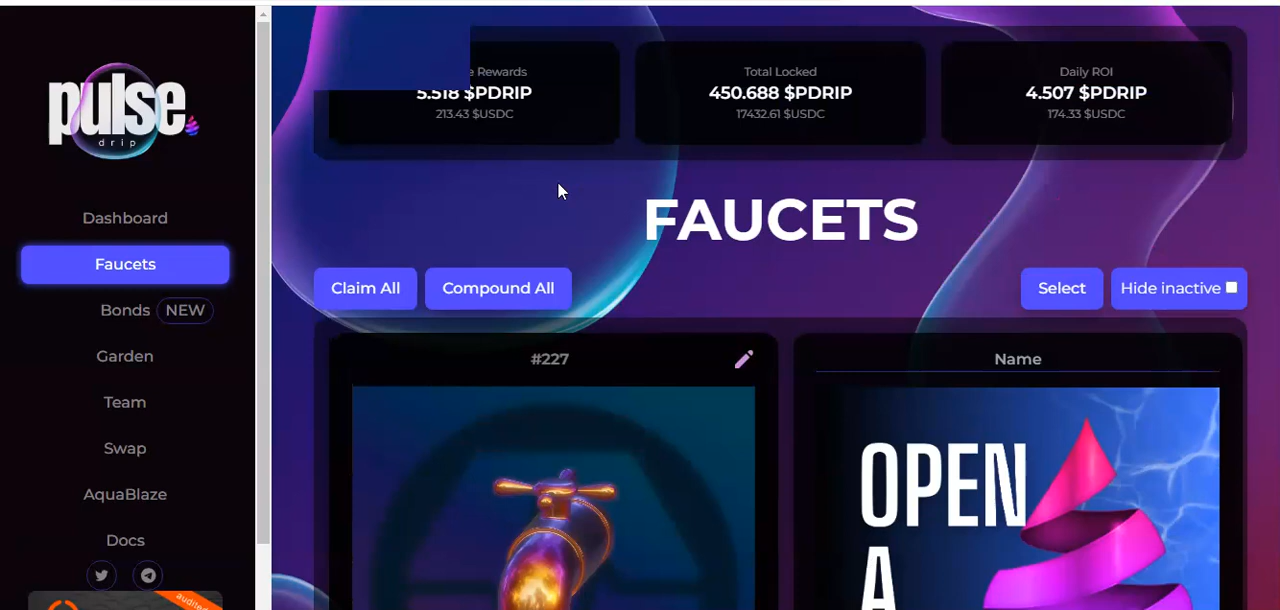 pulse
drip
Dashboard
Faucets
Bonds NEW
Garden
Team
Swap
AquaBlaze
Docs
audited
e Rewards
5.518 $PDRIP
213.43 $USDC
Total Locked
450.688 $PDRIP
17432.61 $USDC
Daily ROI
4.507 $PDRIP
174.33 $USDC
FAUCETS
Claim All
Compound All
Select
Hide inactive
#227
Name
OPEN
A